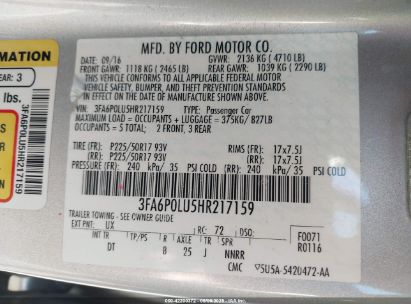 MFD. BY FORD MOTOR CO.
DATE: 09/16 GVWR: 2136 KG (4710 LB)
FRONT GAWR: 1118 KG (2465 LB) REAR GAWR: 1039 KG (2290 LB)
THIS VEHICLE CONFORMS TO ALL APPLICABLE FEDERAL MOTOR
VEHICLE SAFETY, BUMPER, AND THEFT PREVENTION STANDARDS
IN EFFECT ON THE DATE OF MANUFACTURE SHOWN ABOVE.
VIN: 3FA6P0LU5HR217159 TYPE: Passenger Car
MAXIMUM LOAD = OCCUPANTS + LUGGAGE = 375KG / 827LB
OCCUPANTS = 5 TOTAL; 2 FRONT, 3 REAR
TIRE (FR): P225/50R17 93V RIMS (FR): 17x7.5J
(RR): P225/50R17 93V (RR): 17x7.5J
PRESSURE (FR): 240 kPa/ 35 PSI COLD (RR) 240 kPa/ 35 PSI COLD
3FA6P0LU5HR217159
TRAILER TOWING - SEE OWNER GUIDE
EXT PNT: UX RC: 72 DSO: F0071
INT TR TP/PS R AXLE TR SPR R0116
DT B 25 J NNRR
CMC 5U5A-5420472-AA
RMATION
EAR: 3
lbs.
3FA6P0LU5HR217159